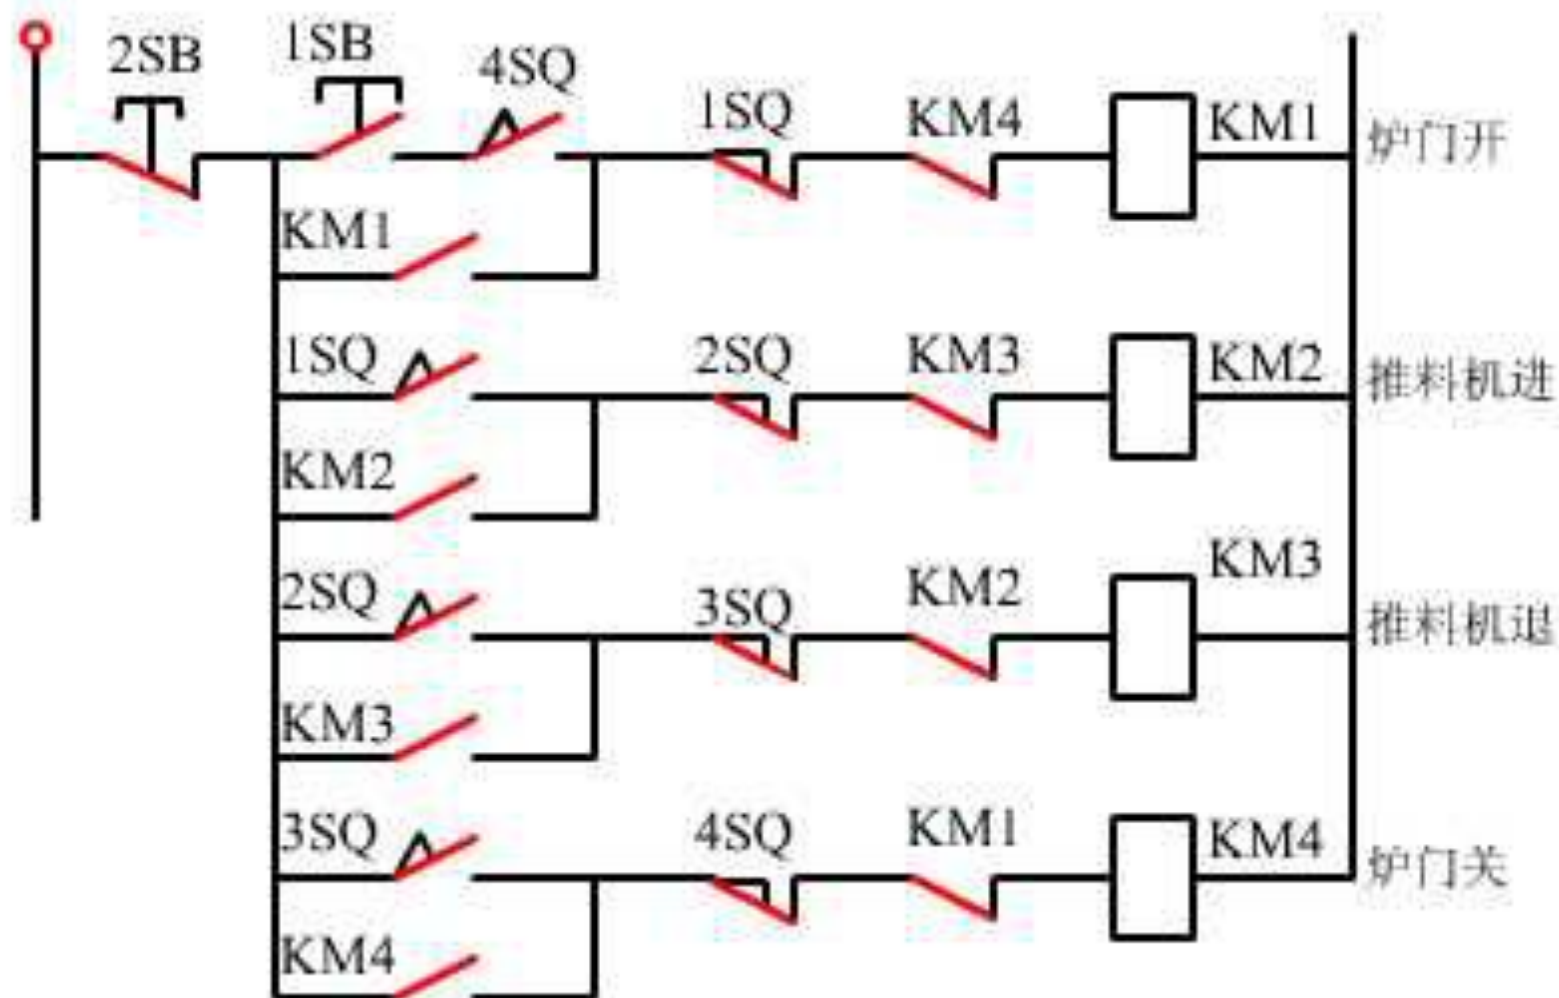 2SB 1SB 4SQ 1SQ KM4 KM1 炉门开
KM1
1SQ 2SQ KM3 KM2 推料机进
KM2
2SQ 3SQ KM2 KM3 推料机退
KM3
3SQ 4SQ KM1 KM4 炉门关
KM4